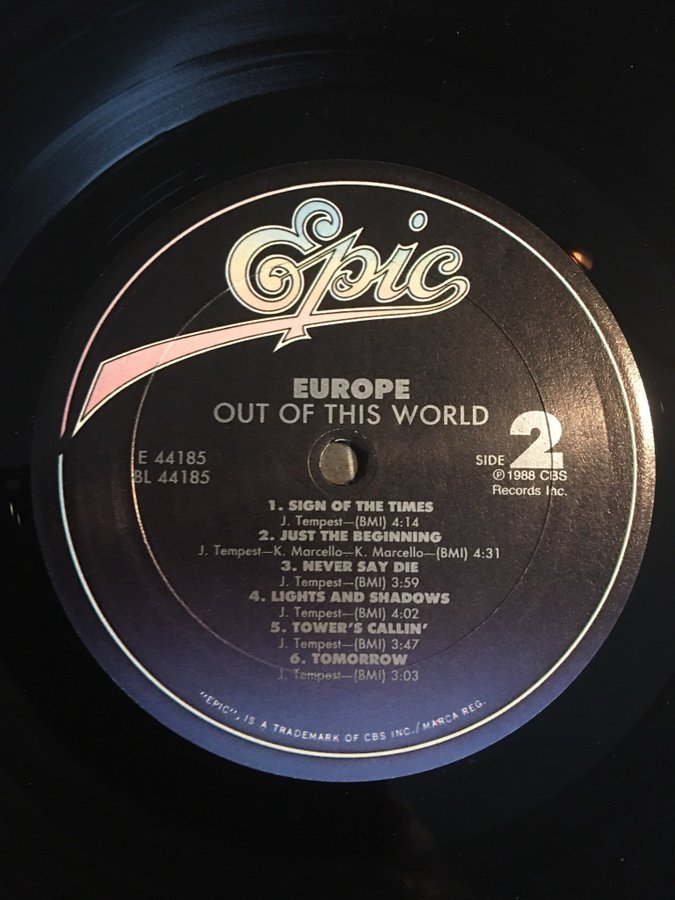 Epic
EUROPE
OUT OF THIS WORLD
E 44185
BL 44185
SIDE 2
℗ 1988 CBS
Records Inc.
1. SIGN OF THE TIMES
J. Tempest—(BMI) 4:14
2. JUST THE BEGINNING
J. Tempest—K. Marcello—K. Marcello—(BMI) 4:31
3. NEVER SAY DIE
J. Tempest—(BMI) 3:59
4. LIGHTS AND SHADOWS
J. Tempest—(BMI) 4:02
5. TOWER'S CALLIN'
J. Tempest—(BMI) 3:47
6. TOMORROW
J. Tempest—(BMI) 3:03
"EPIC", IS A TRADEMARK OF CBS INC./MARCA REG.